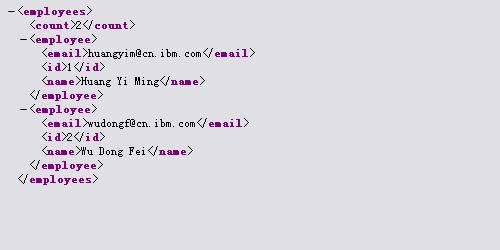 −<employees>
<count>2</count>
−<employee>
<email>huangyim@cn.ibm.com</email>
<id>1</id>
<name>Huang Yi Ming</name>
</employee>
−<employee>
<email>wudongf@cn.ibm.com</email>
<id>2</id>
<name>Wu Dong Fei</name>
</employee>
</employees>